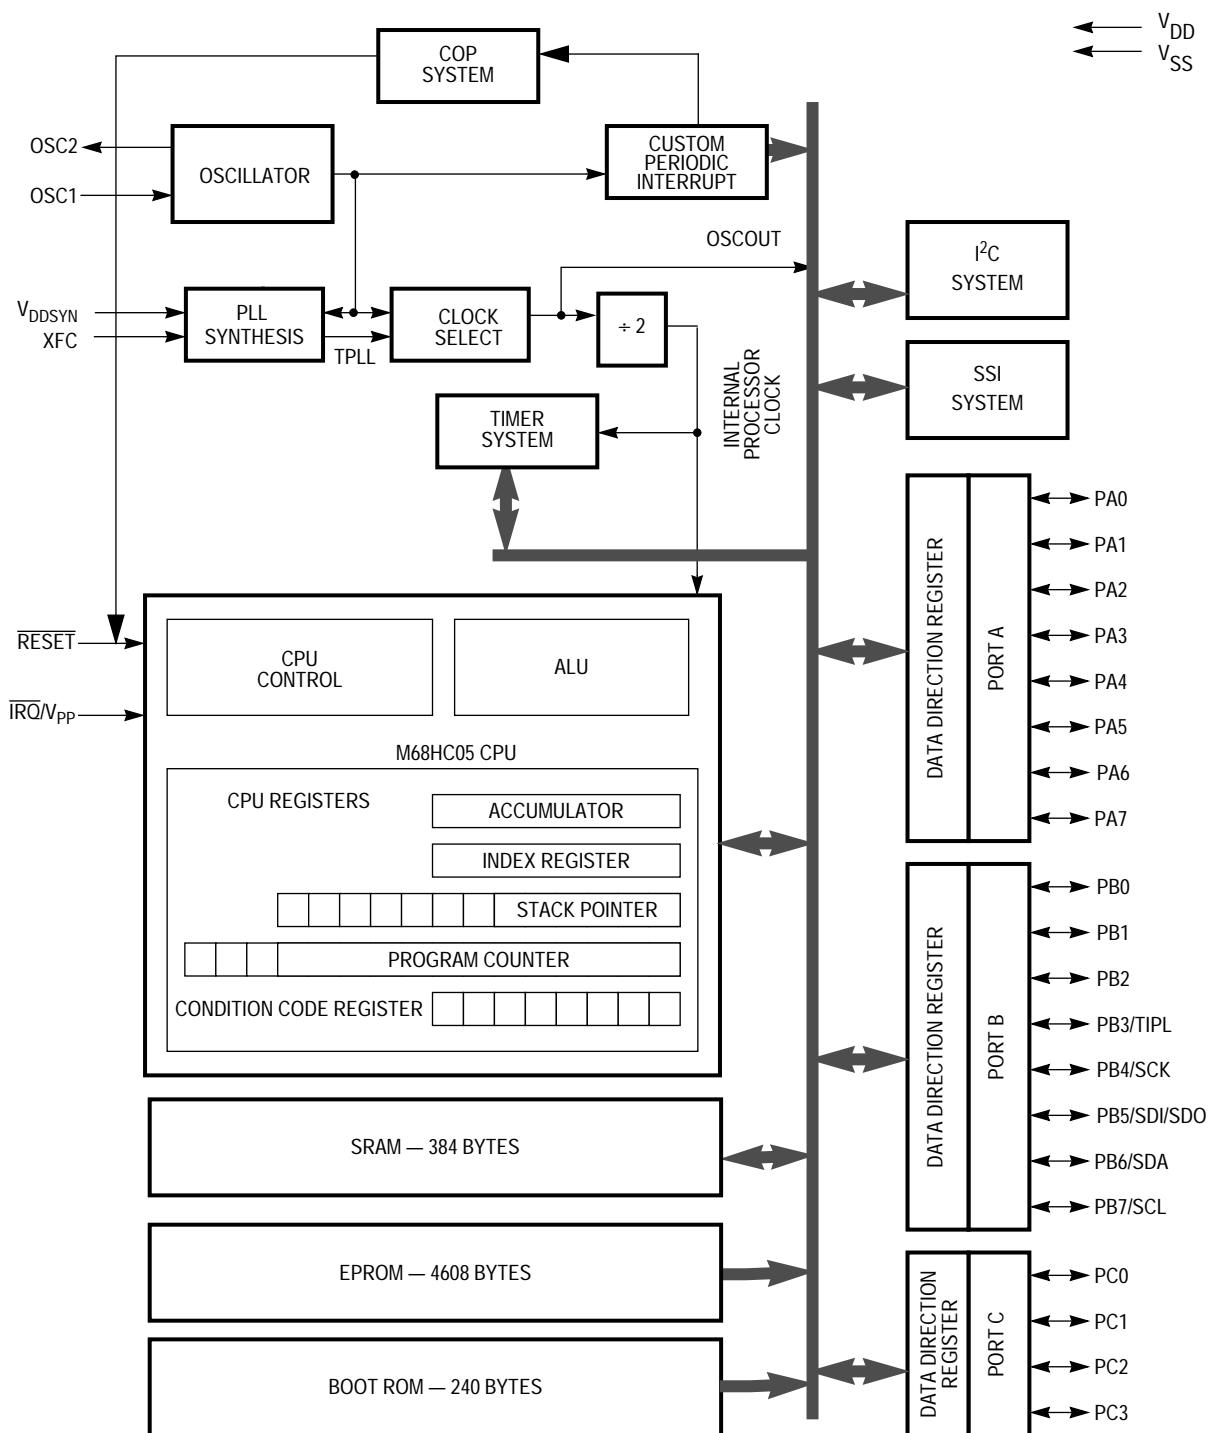 COP
SYSTEM
V_DD
V_SS
OSC2
OSC1
OSCILLATOR
CUSTOM
PERIODIC
INTERRUPT
OSCOUT
I²C
SYSTEM
V_DDSYN
XFC
PLL
SYNTHESIS
TPLL
CLOCK
SELECT
÷ 2
INTERNAL
PROCESSOR
CLOCK
SSI
SYSTEM
TIMER
SYSTEM
RESET
IRQ/V_PP
CPU
CONTROL
ALU
M68HC05 CPU
CPU REGISTERS
ACCUMULATOR
INDEX REGISTER
STACK POINTER
PROGRAM COUNTER
CONDITION CODE REGISTER
SRAM — 384 BYTES
EPROM — 4608 BYTES
BOOT ROM — 240 BYTES
DATA DIRECTION REGISTER
PORT A
PA0
PA1
PA2
PA3
PA4
PA5
PA6
PA7
DATA DIRECTION REGISTER
PORT B
PB0
PB1
PB2
PB3/TIPL
PB4/SCK
PB5/SDI/SDO
PB6/SDA
PB7/SCL
DATA DIRECTION
REGISTER
PORT C
PC0
PC1
PC2
PC3